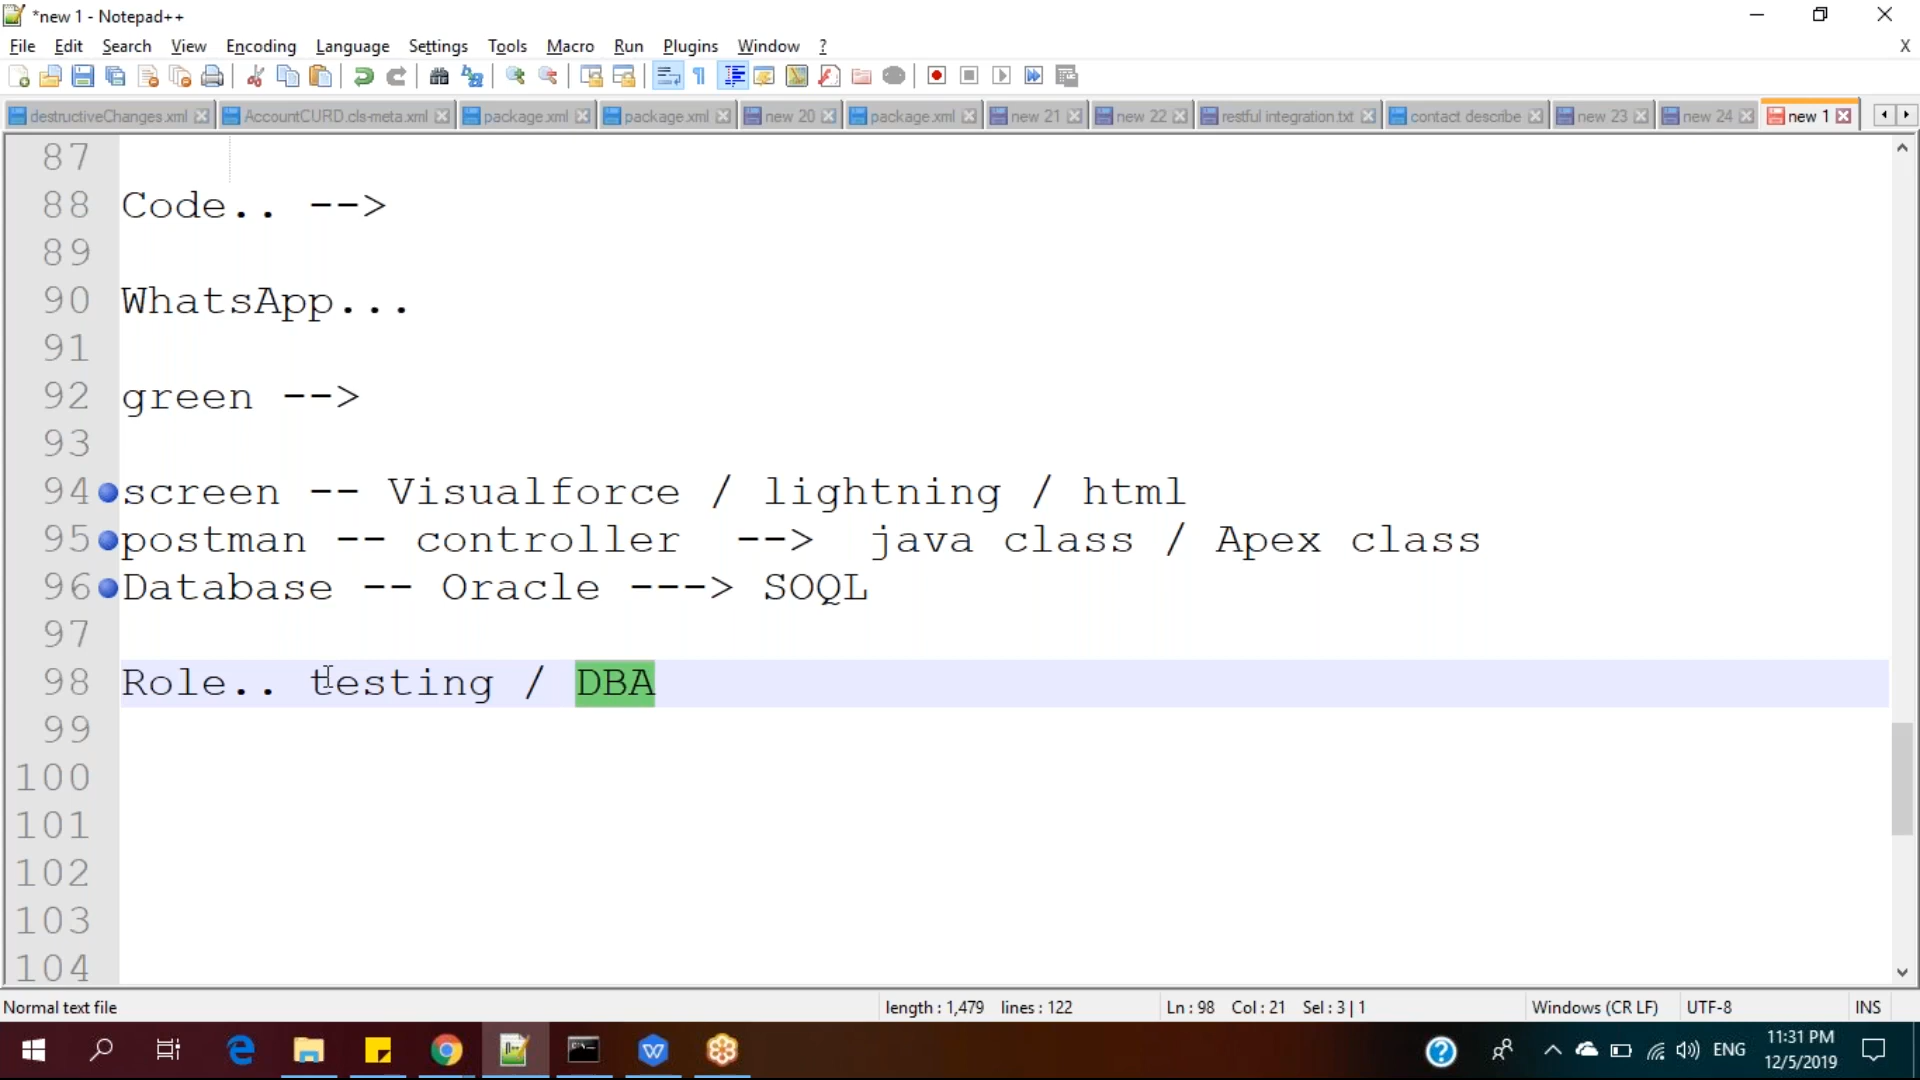 *new 1 - Notepad++
File Edit Search View Encoding Language Settings Tools Macro Run Plugins Window ? X
destructiveChanges.xml AccountCURD.cls-meta.xml package.xml package.xml new 20 package.xml new 21 new 22 restful integration.txt contact describe new 23 new 24 new 1
87
88 Code.. -->
89
90 WhatsApp...
91
92 green -->
93
94 screen -- Visualforce / lightning / html
95 postman -- controller --> java class / Apex class
96 Database -- Oracle ---> SOQL
97
98 Role.. testing / DBA
99
100
101
102
103
104
Normal text file length : 1,479 lines : 122 Ln : 98 Col : 21 Sel : 3 | 1 Windows (CR LF) UTF-8 INS
ENG 11:31 PM
12/5/2019